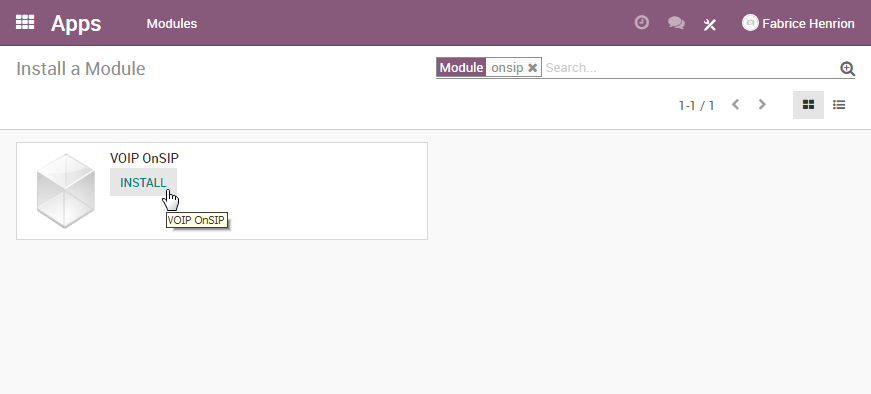 Apps Modules Fabrice Henrion
Install a Module
Module onsip Search...
1-1 / 1
VOIP OnSIP
INSTALL
VOIP OnSIP